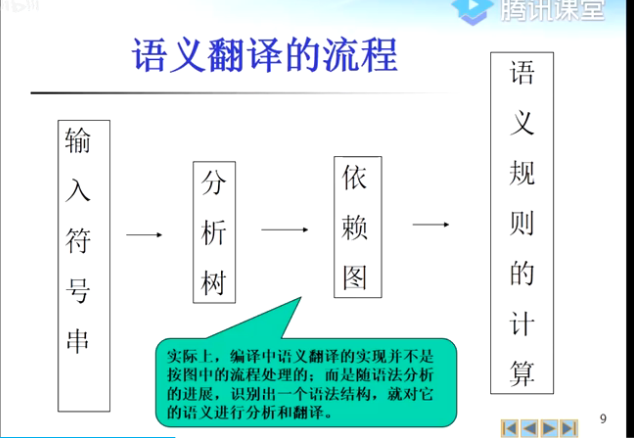 腾讯课堂
语义翻译的流程
输入符号串
分析树
依赖图
语义规则的计算
实际上，编译中语义翻译的实现并不是
按图中的流程处理的；而是随语法分析
的进展，识别出一个语法结构，就对它
的语义进行分析和翻译。
9